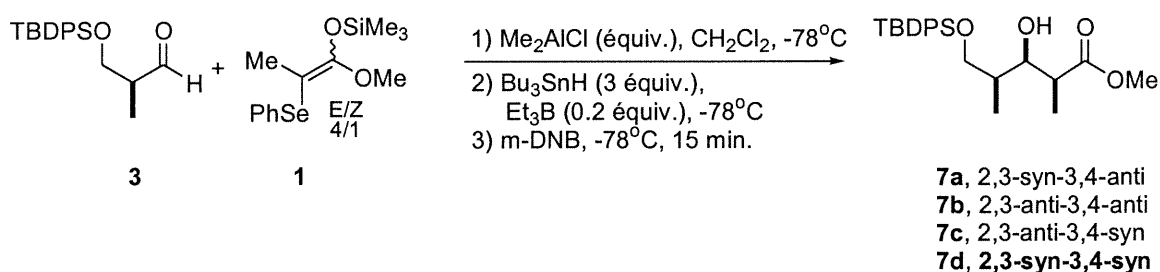 TBDPSO O
H
Me
3
+
OSiMe3
Me
OMe
PhSe E/Z
4/1
1
1) Me2AlCl (équiv.), CH2Cl2, -78°C
2) Bu3SnH (3 équiv.),
Et3B (0.2 équiv.), -78°C
3) m-DNB, -78°C, 15 min.
TBDPSO OH O
OMe
Me Me
7a, 2,3-syn-3,4-anti
7b, 2,3-anti-3,4-anti
7c, 2,3-anti-3,4-syn
7d, 2,3-syn-3,4-syn